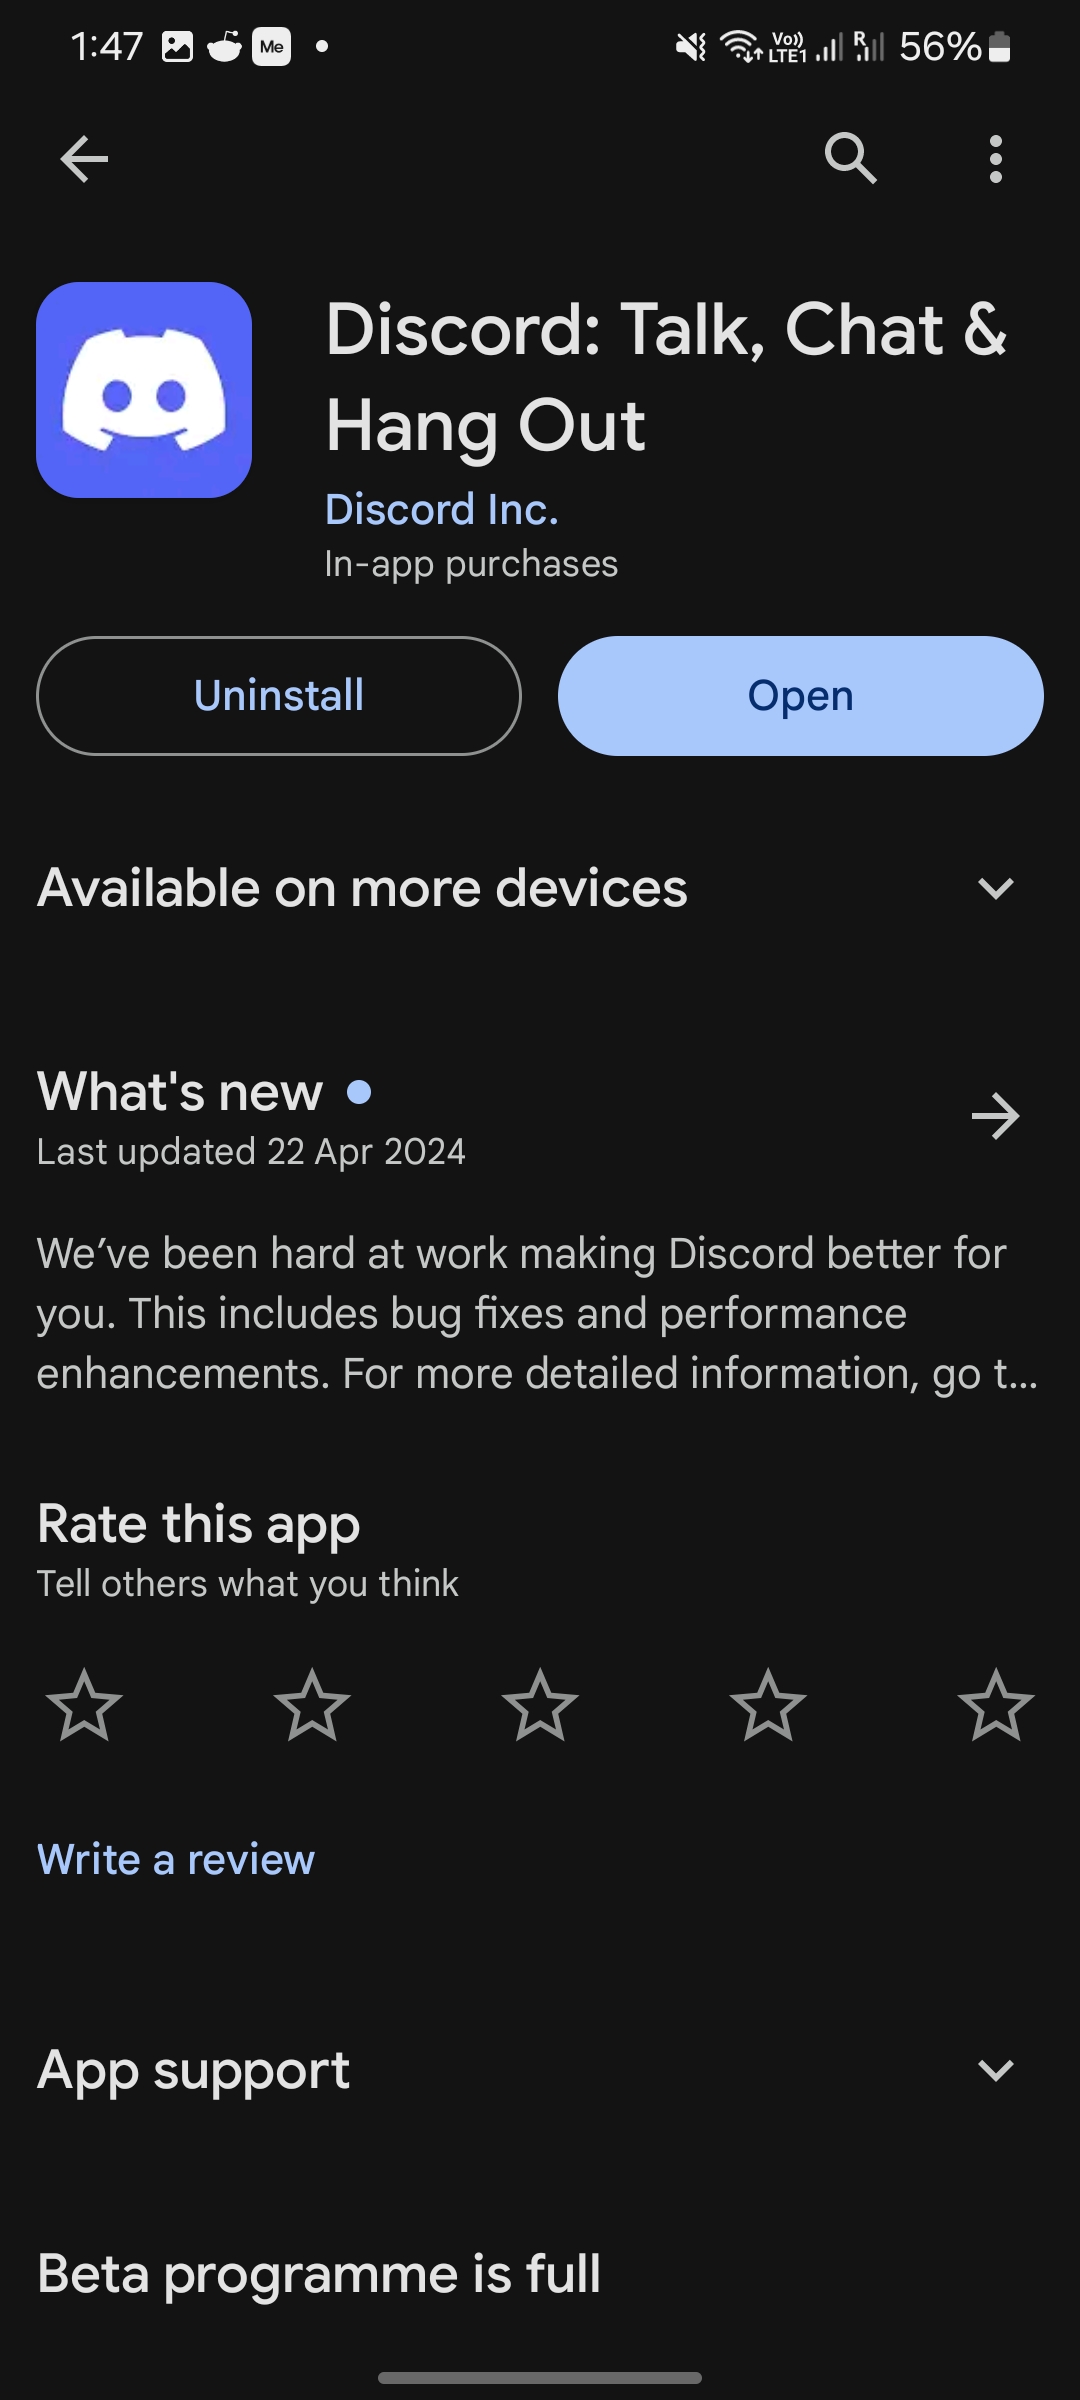 1:47 Me Vo)) LTE1 R 56%
Discord: Talk, Chat &
Hang Out
Discord Inc.
In-app purchases
Uninstall Open
Available on more devices
What's new
Last updated 22 Apr 2024
We’ve been hard at work making Discord better for
you. This includes bug fixes and performance
enhancements. For more detailed information, go t…
Rate this app
Tell others what you think
Write a review
App support
Beta programme is full